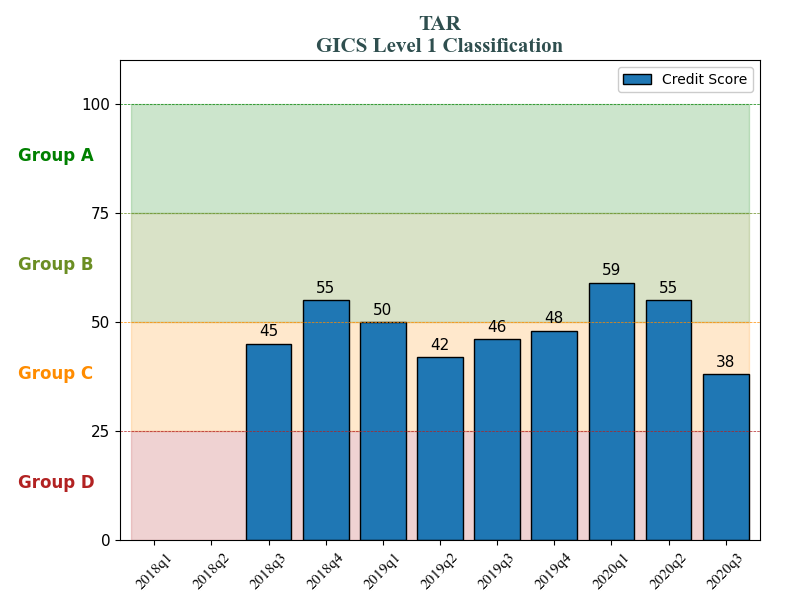 TAR
GICS Level 1 Classification
Credit Score
100
Group A
75
Group B
59
55
55
50
50
48
46
45
42
Group C
38
25
Group D
0
2018q1
2018q2
2018q3
2018q4
2019q1
2019q2
2019q3
2019q4
2020q1
2020q2
2020q3